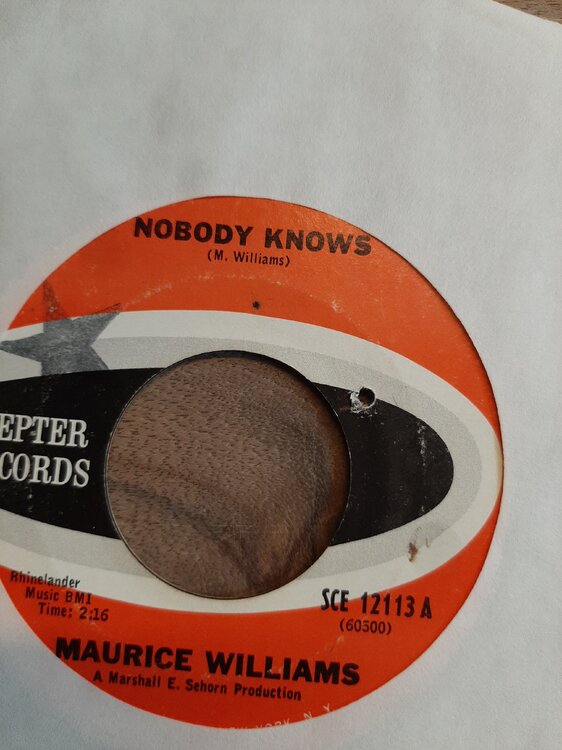 NOBODY KNOWS
(M. Williams)
EPTER
CORDS
Rhinelander
Music BMI
Time: 2:16
SCE 12113 A
(60300)
MAURICE WILLIAMS
A Marshall E. Sehorn Production
YORK, N.Y.